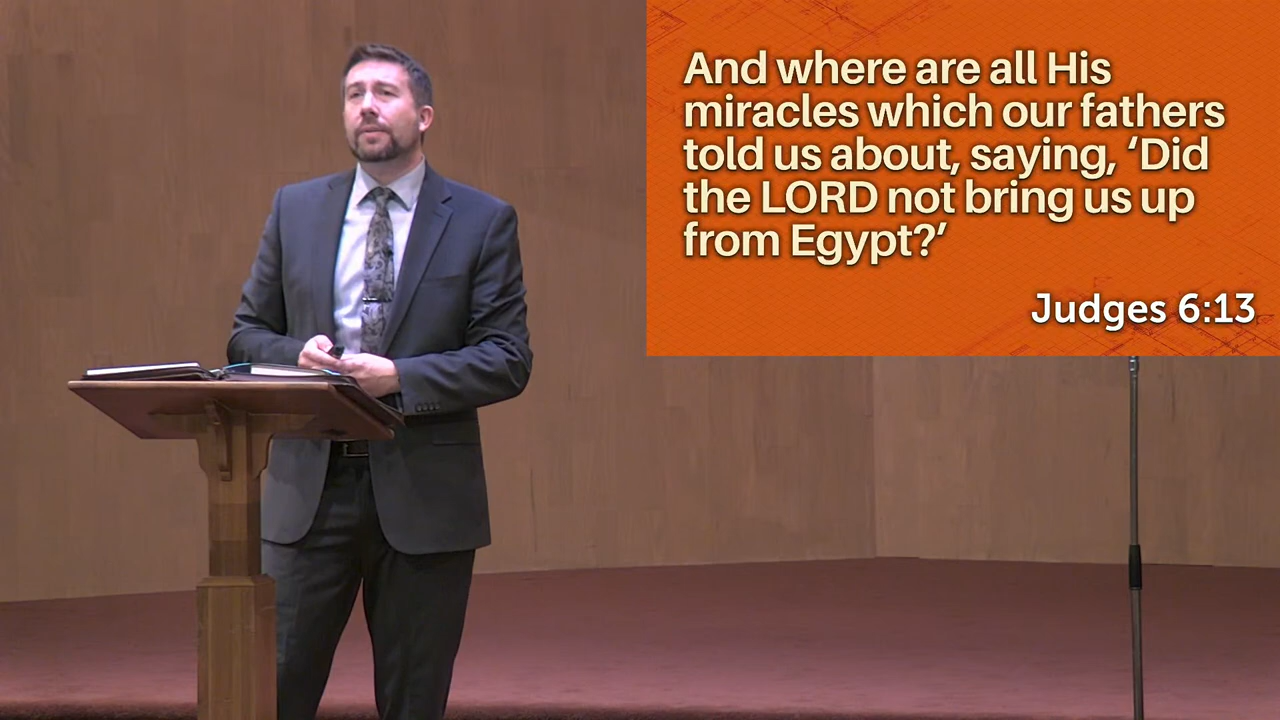 And where are all His
miracles which our fathers
told us about, saying, ‘Did
the LORD not bring us up
from Egypt?’
Judges 6:13